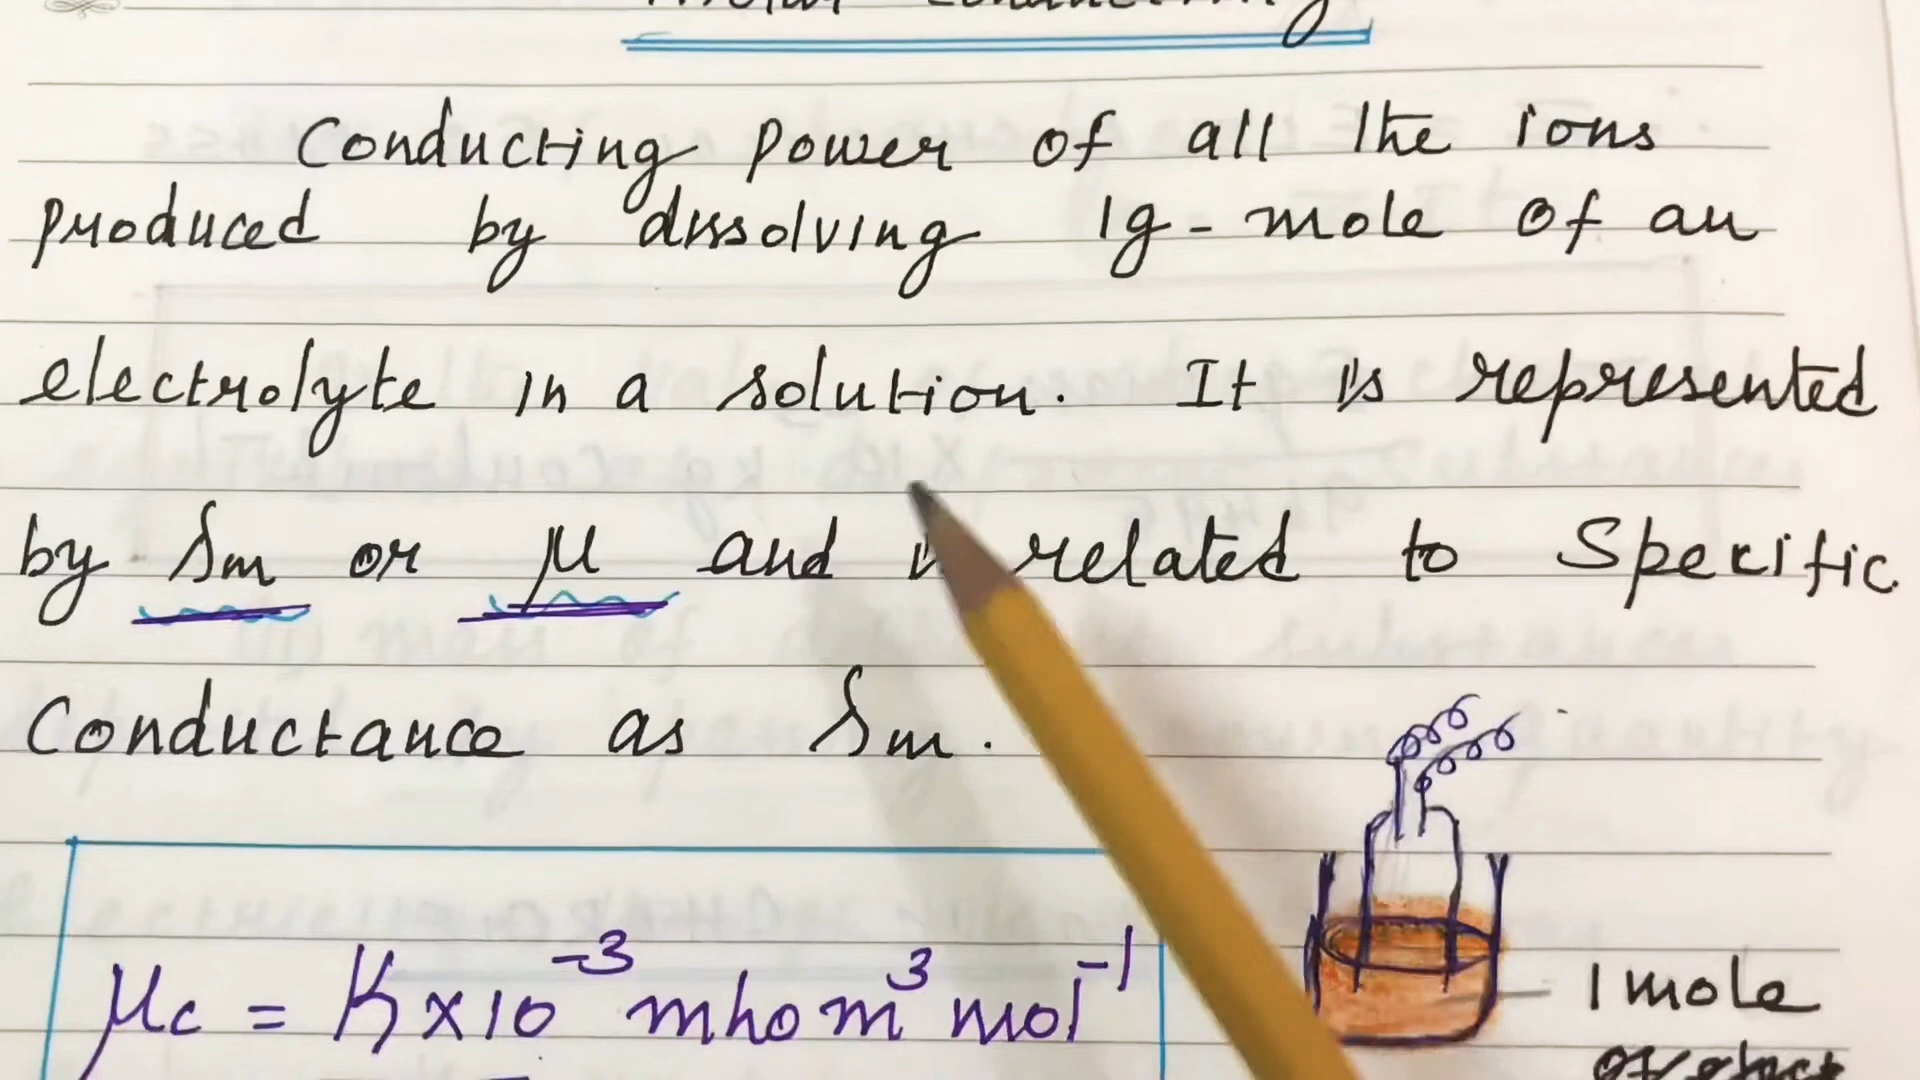 Conducting power of all the ions
produced by dissolving 1g-mole of an
electrolyte in a solution. It is represented
by Λm or μ and is related to Specific
Conductance as Λm.
μc = K×10⁻³ mho m³ mol⁻¹
1 mole